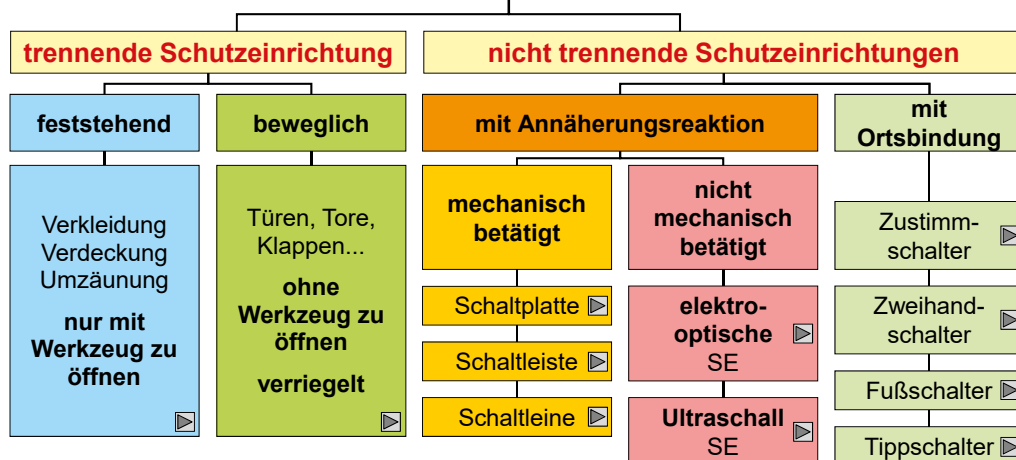 trennende Schutzeinrichtung
nicht trennende Schutzeinrichtungen
feststehend
beweglich
mit Annäherungsreaktion
mit
Ortsbindung
Verkleidung
Verdeckung
Umzäunung
nur mit
Werkzeug zu
öffnen
Türen, Tore,
Klappen...
ohne
Werkzeug zu
öffnen
verriegelt
mechanisch
betätigt
Schaltplatte
Schaltleiste
Schaltleine
nicht
mechanisch
betätigt
elektro-
optische
SE
Ultraschall
SE
Zustimm-
schalter
Zweihand-
schalter
Fußschalter
Tippschalter